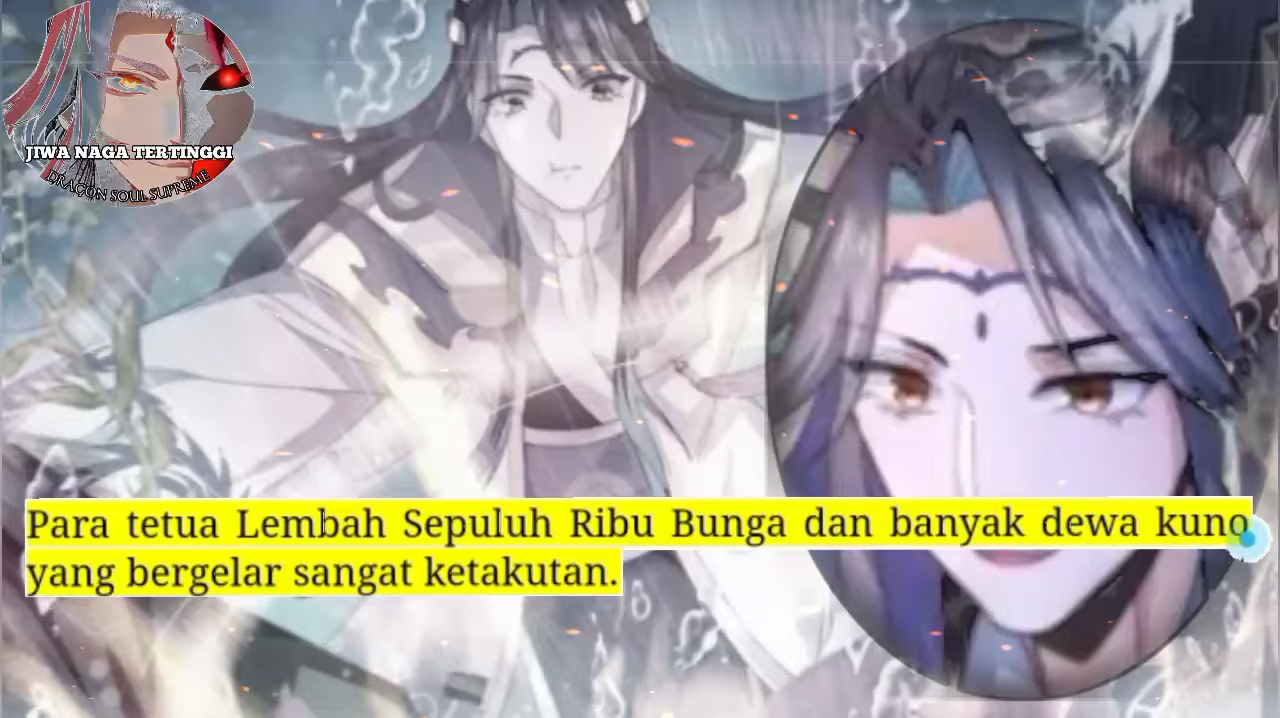 JIWA NAGA TERTINGGI
DRAGON SOUL SUPREME
Para tetua Lembah Sepuluh Ribu Bunga dan banyak dewa kuno
yang bergelar sangat ketakutan.